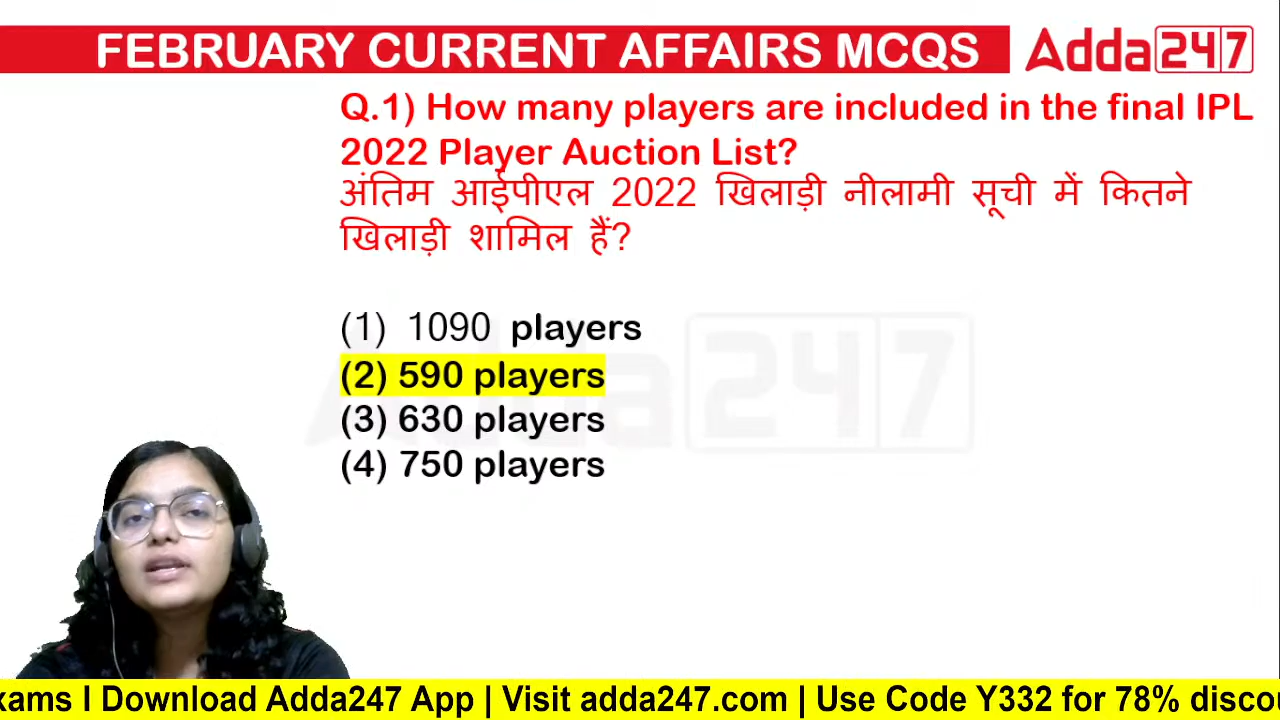 FEBRUARY CURRENT AFFAIRS MCQS
Adda247
Q.1) How many players are included in the final IPL
2022 Player Auction List?
अंतिम आईपीएल 2022 खिलाड़ी नीलामी सूची में कितने
खिलाड़ी शामिल हैं?
(1) 1090 players
(2) 590 players
(3) 630 players
(4) 750 players
Adda247
xams I Download Adda247 App | Visit adda247.com | Use Code Y332 for 78% disco